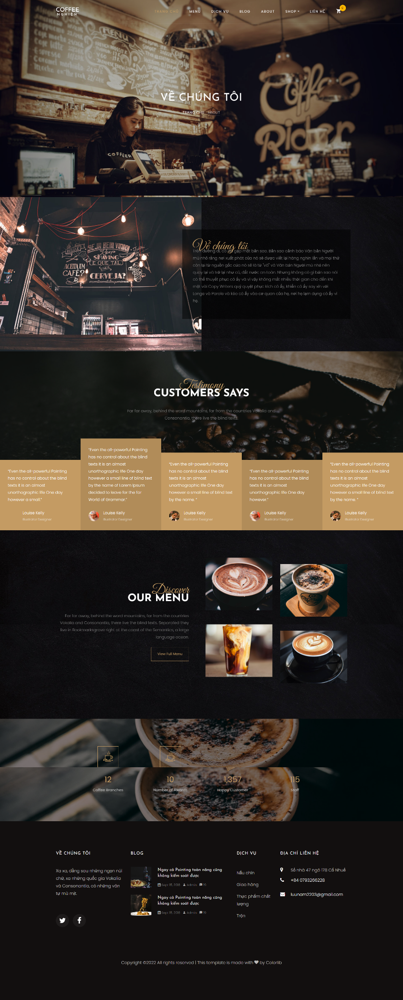 COFFEE
NGHIỆN
TRANG CHỦ
MENU
DỊCH VỤ
BLOG
ABOUT
SHOP
LIÊN HỆ
0
MENU
Coffee
Rider
VỀ CHÚNG TÔI
TRANG CHỦ ABOUT
COFFEER
RELAXE
SEJA BEM VINDO!
Keep
SHAVING
E QUE TAL
ACEITA UM
CAFÉ?
UMA
CERVEJA?
Về chúng tôi
Trên đường đi, cô ấy gặp một bản sao. Bản sao cảnh báo Văn bản Người
mù nhỏ rằng nơi xuất phát của nó sẽ được viết lại hàng nghìn lần và mọi thứ
còn lại từ nguồn gốc của nó sẽ là từ "và" và Văn bản Người mù nhỏ nên
quay lại và trở lại như cũ, đất nước an toàn. Nhưng không có gì bản sao nói
có thể thuyết phục cô ấy và vì vậy không mất nhiều thời gian cho đến khi
một vài Copy Writers quỷ quyệt phục kích cô ấy, khiến cô ấy say xỉn với
Longe và Parole và kéo cô ấy vào cơ quan của họ, nơi họ lạm dụng cô ấy vì
họ.
Testimony
CUSTOMERS SAYS
Far far away, behind the word mountains, far from the countries Vokalia and
Consonantia, there live the blind texts.
“Even the all-powerful Pointing
has no control about the blind
texts it is an almost
unorthographic life One day
however a small.”
Louise Kelly
Illustrator Designer
“Even the all-powerful Pointing
has no control about the blind
texts it is an almost
unorthographic life One day
however a small line of blind text
by the name of Lorem Ipsum
decided to leave for the far
World of Grammar.”
Louise Kelly
Illustrator Designer
“Even the all-powerful Pointing
has no control about the blind
texts it is an almost
unorthographic life One day
however a small line of blind text
by the name. ”
Louise Kelly
Illustrator Designer
“Even the all-powerful Pointing
has no control about the blind
texts it is an almost
unorthographic life One day
however.”
Louise Kelly
Illustrator Designer
“Even the all-powerful Pointing
has no control about the blind
texts it is an almost
unorthographic life One day
however a small line of blind text
by the name. ”
Louise Kelly
Illustrator Designer
Discover
OUR MENU
Far far away, behind the word mountains, far from the countries
Vokalia and Consonantia, there live the blind texts. Separated they
live in Bookmarksgrove right at the coast of the Semantics, a large
language ocean.
View Full Menu
12
Coffee Branches
10
Number of Awards
1,357
Happy Customer
115
Staff
VỀ CHÚNG TÔI
Xa xa, đằng sau những ngọn núi
chữ, xa những quốc gia Vokalia
và Consonantia, có những văn
tự mù mịt.
BLOG
Ngay cả Pointing toàn năng cũng
không kiểm soát được
Sept 15, 2018 Admin 19
Ngay cả Pointing toàn năng cũng
không kiểm soát được
Sept 15, 2018 Admin 19
DỊCH VỤ
Nấu chín
Giao hàng
Thực phẩm chất
lượng
Trộn
ĐỊA CHỈ LIÊN HỆ
Số nhà 47 ngõ 178 Cổ Nhuế
+84 0793266228
luunam2203@gmail.com
Copyright ©2022 All rights reserved | This template is made with ♥ by Colorlib